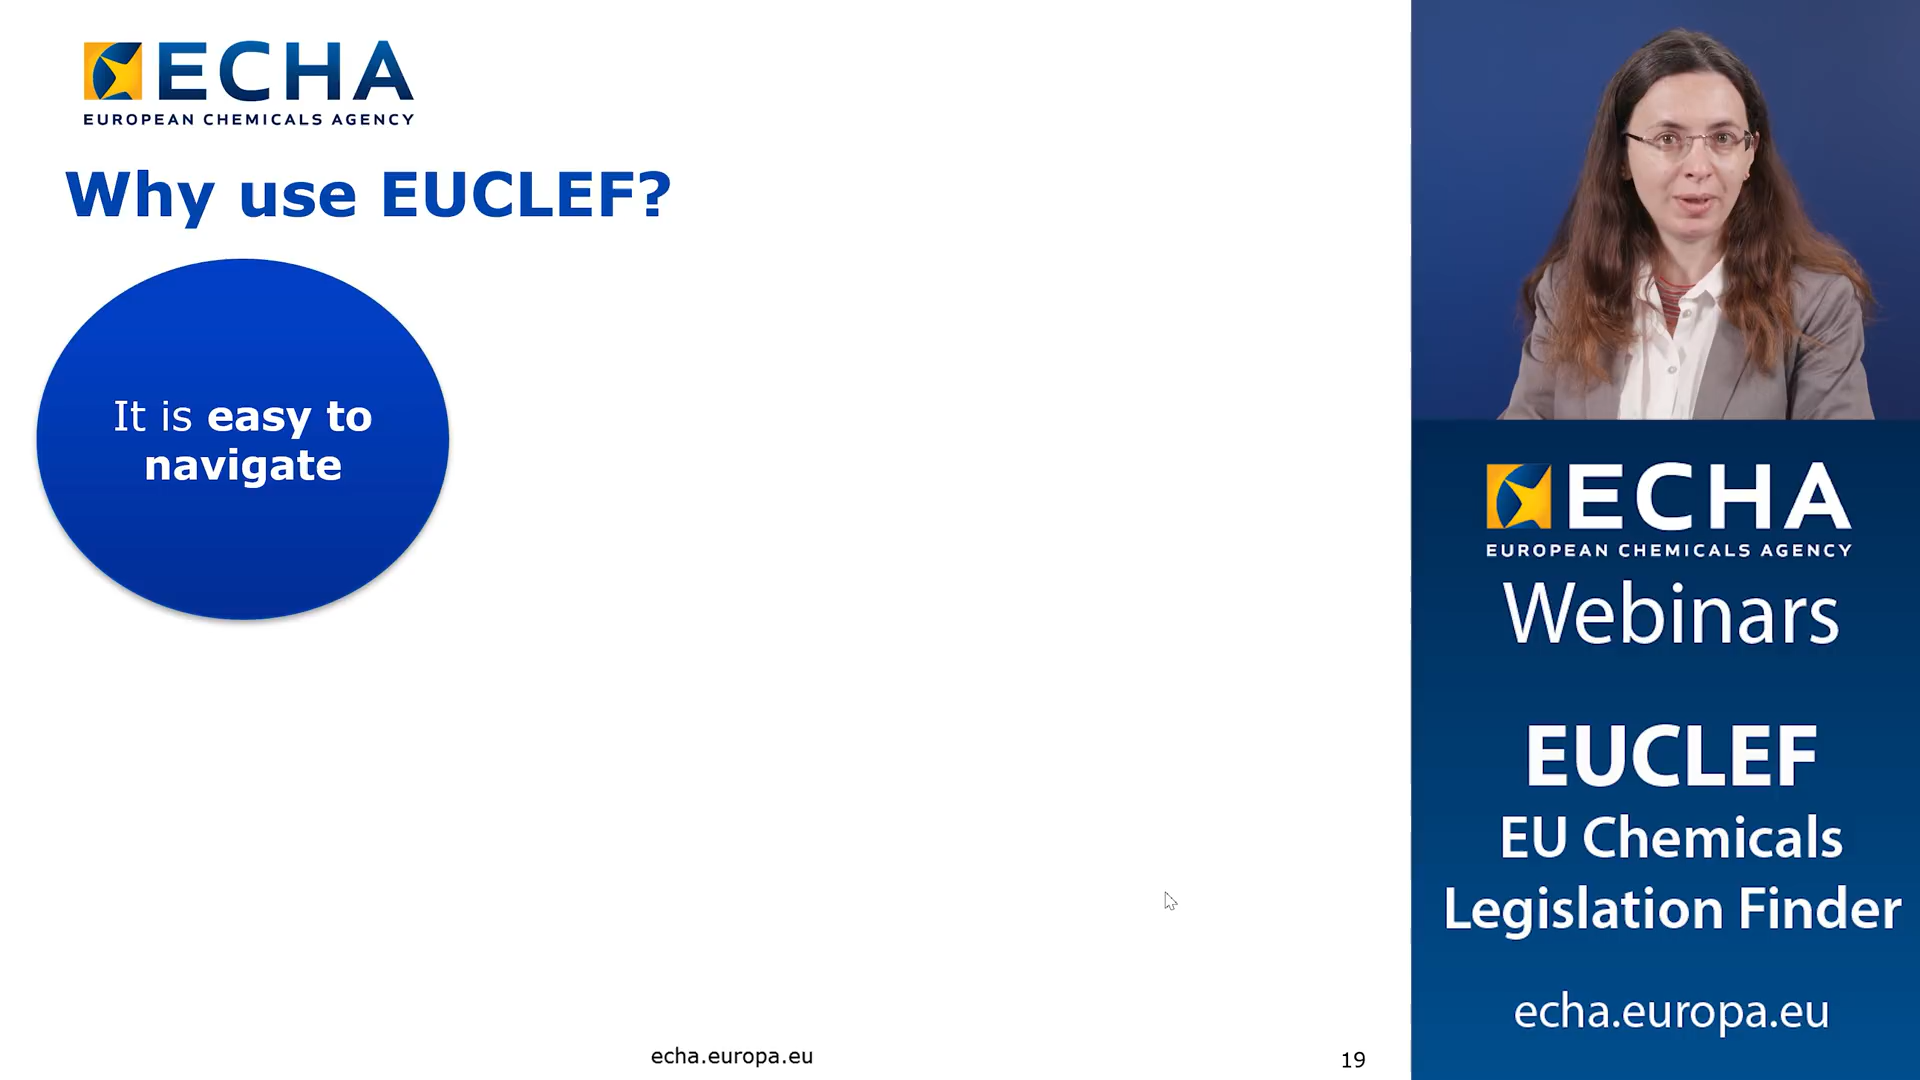 ECHA
EUROPEAN CHEMICALS AGENCY
Why use EUCLEF?
It is easy to
navigate
echa.europa.eu
19
ECHA
EUROPEAN CHEMICALS AGENCY
Webinars
EUCLEF
EU Chemicals
Legislation Finder
echa.europa.eu